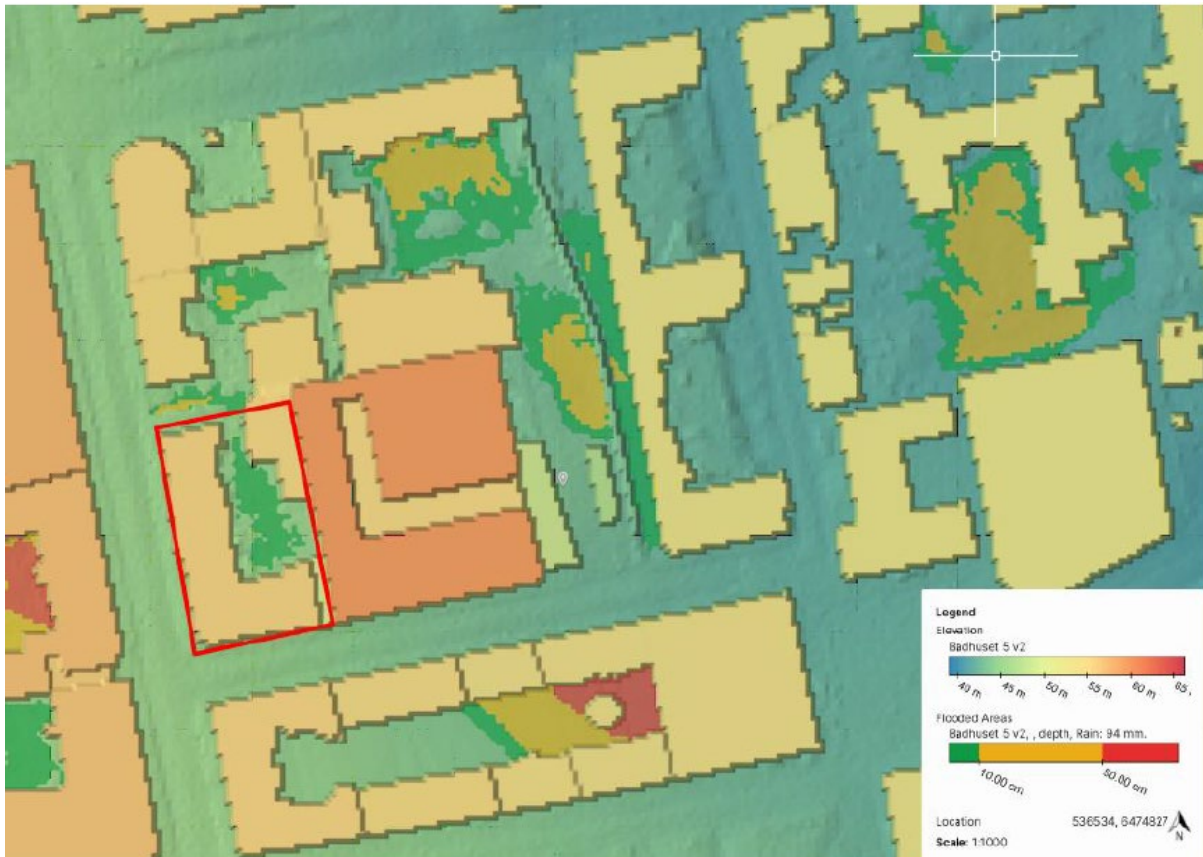 Legend
Elevation
Badhuset 5 v2
40 m 45 m 50 m 55 m 60 m 65
Flooded Areas
Badhuset 5 v2, , depth, Rain: 94 mm.
10.00 cm 50.00 cm
Location 536534, 6474827
Scale: 1:1000
N